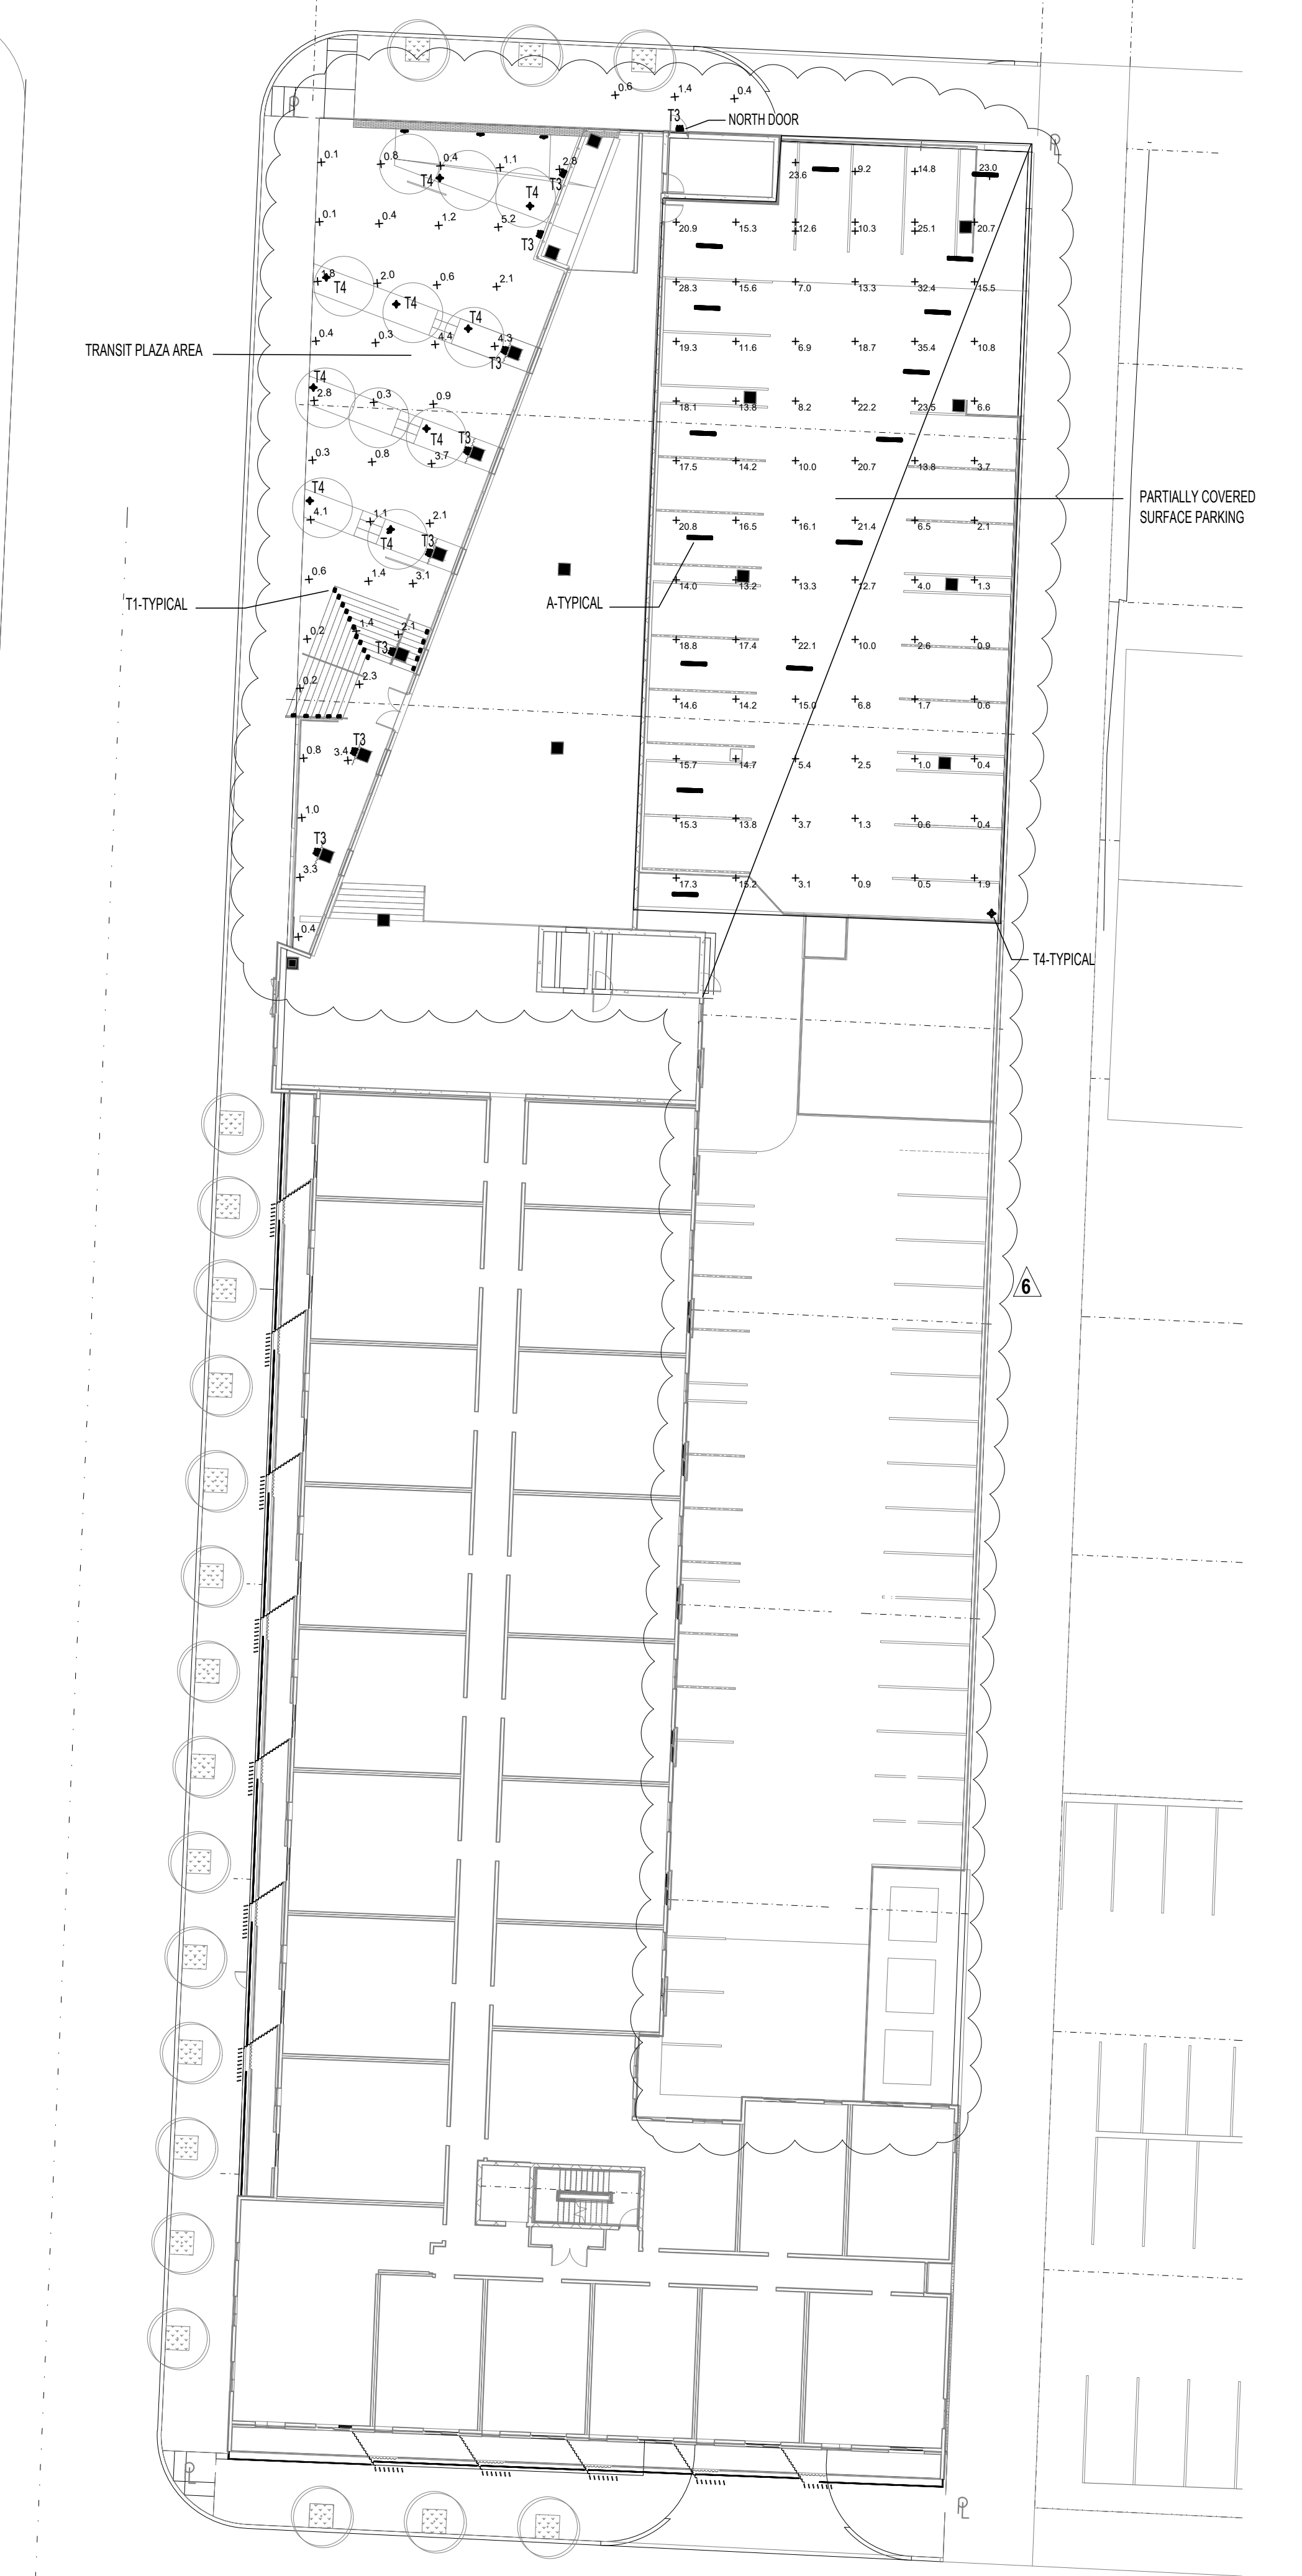 0.6 1.4 0.4
T3 NORTH DOOR
0.1 0.8 0.4 1.1 2.8 23.6 9.2 14.8 23.0
T4 T4 T3
0.1 0.4 1.2 5.2 20.9 15.3 12.6 10.3 25.1 20.7
T3
1.8 2.0 0.6 2.1 28.3 15.6 7.0 13.3 32.4 15.5
T4 T4 T4
0.4 0.3 4.4 4.3 19.3 11.6 6.9 18.7 35.4 10.8
TRANSIT PLAZA AREA
T3
T4
2.8 0.3 0.9 18.1 13.8 8.2 22.2 23.5 6.6
T4 T3
0.3 0.8 3.7 17.5 14.2 10.0 20.7 13.8 3.7
T4
PARTIALLY COVERED
SURFACE PARKING
4.1 1.1 2.1 20.8 16.5 16.1 21.4 6.5 2.1
T4 T3
0.6 1.4 3.1 14.0 13.2 13.3 12.7 4.0 1.3
T1-TYPICAL A-TYPICAL
0.2 1.4 2.1 18.8 17.4 22.1 10.0 2.6 0.9
T3
0.2 2.3 14.6 14.2 15.0 6.8 1.7 0.6
T3
0.8 3.4 15.7 14.7 5.4 2.5 1.0 0.4
1.0 15.3 13.8 3.7 1.3 0.6 0.4
T3
3.3 17.3 15.2 3.1 0.9 0.5 1.9
0.4
T4-TYPICAL
6